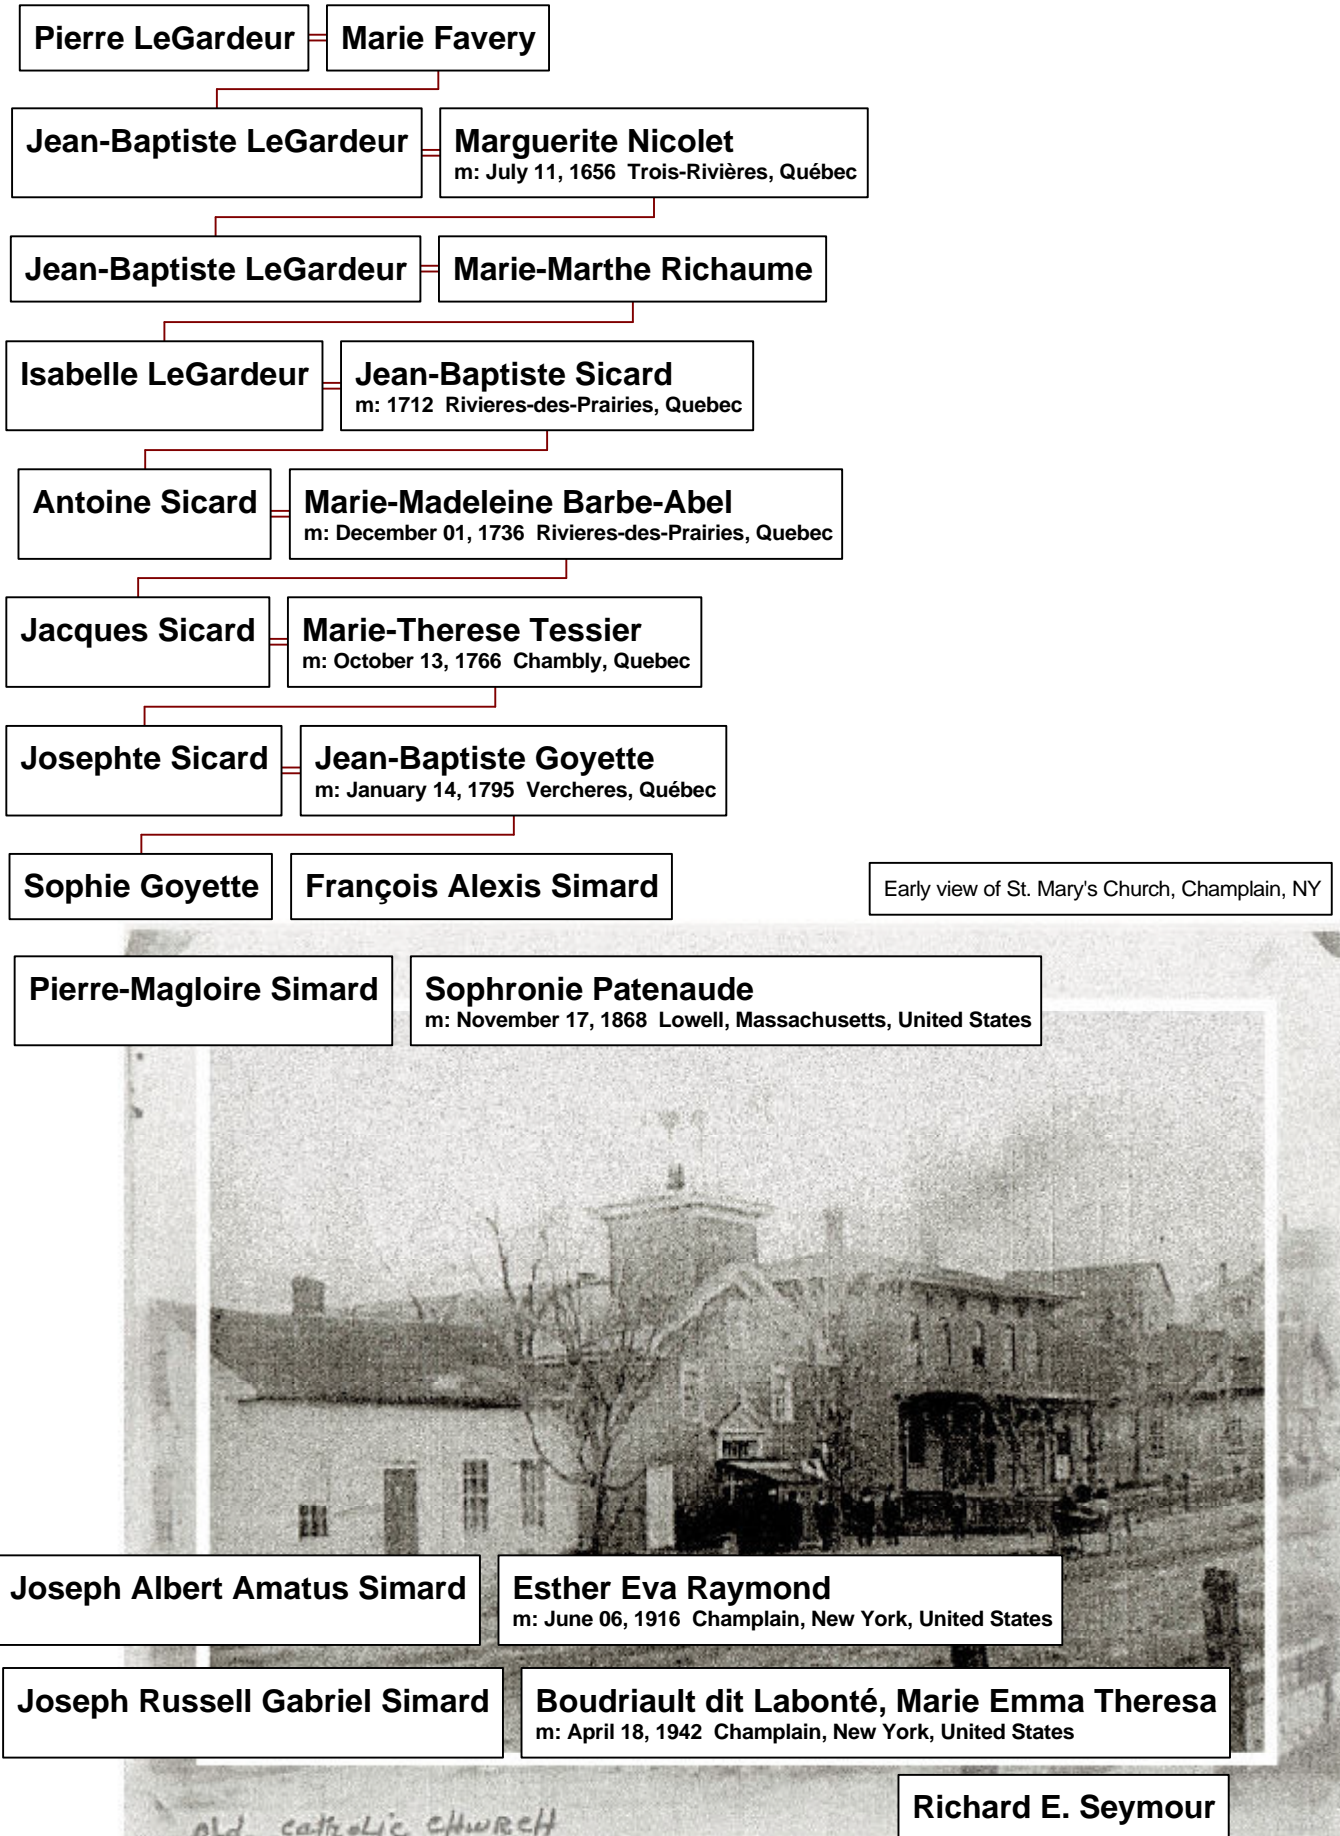 Pierre LeGardeur
Marie Favery
Jean-Baptiste LeGardeur
Marguerite Nicolet
m: July 11, 1656 Trois-Rivières, Québec
Jean-Baptiste LeGardeur
Marie-Marthe Richaume
Isabelle LeGardeur
Jean-Baptiste Sicard
m: 1712 Rivieres-des-Prairies, Quebec
Antoine Sicard
Marie-Madeleine Barbe-Abel
m: December 01, 1736 Rivieres-des-Prairies, Quebec
Jacques Sicard
Marie-Therese Tessier
m: October 13, 1766 Chambly, Quebec
Josephte Sicard
Jean-Baptiste Goyette
m: January 14, 1795 Vercheres, Québec
Sophie Goyette
François Alexis Simard
Early view of St. Mary's Church, Champlain, NY
Pierre-Magloire Simard
Sophronie Patenaude
m: November 17, 1868 Lowell, Massachusetts, United States
Joseph Albert Amatus Simard
Esther Eva Raymond
m: June 06, 1916 Champlain, New York, United States
Joseph Russell Gabriel Simard
Boudriault dit Labonté, Marie Emma Theresa
m: April 18, 1942 Champlain, New York, United States
Richard E. Seymour
old catholic CHURCH